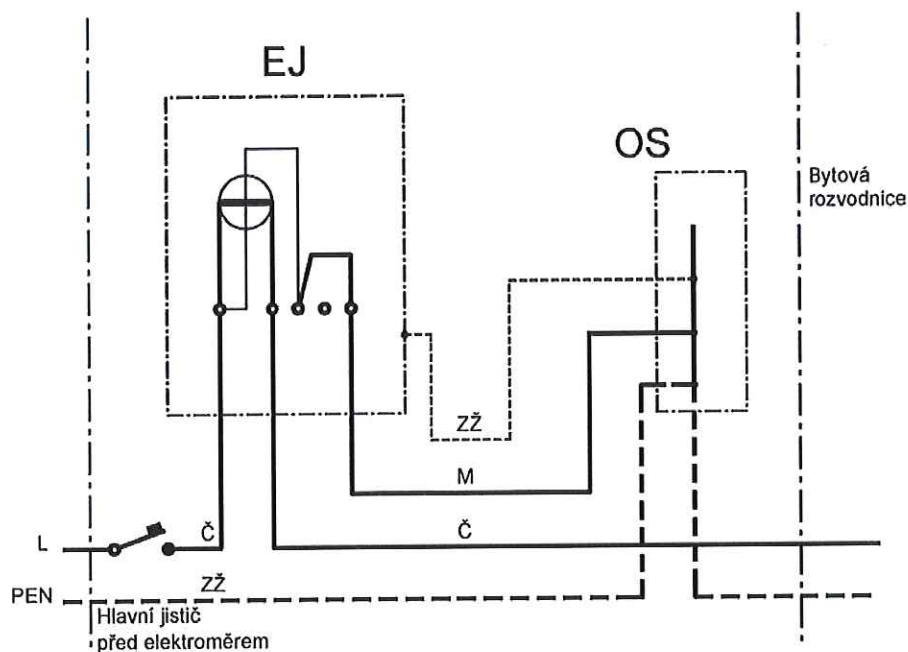 EJ
OS
Bytová
rozvodnice
ZŽ
M
L
Č
Č
PEN
ZŽ
Hlavní jistič
před elektroměrem